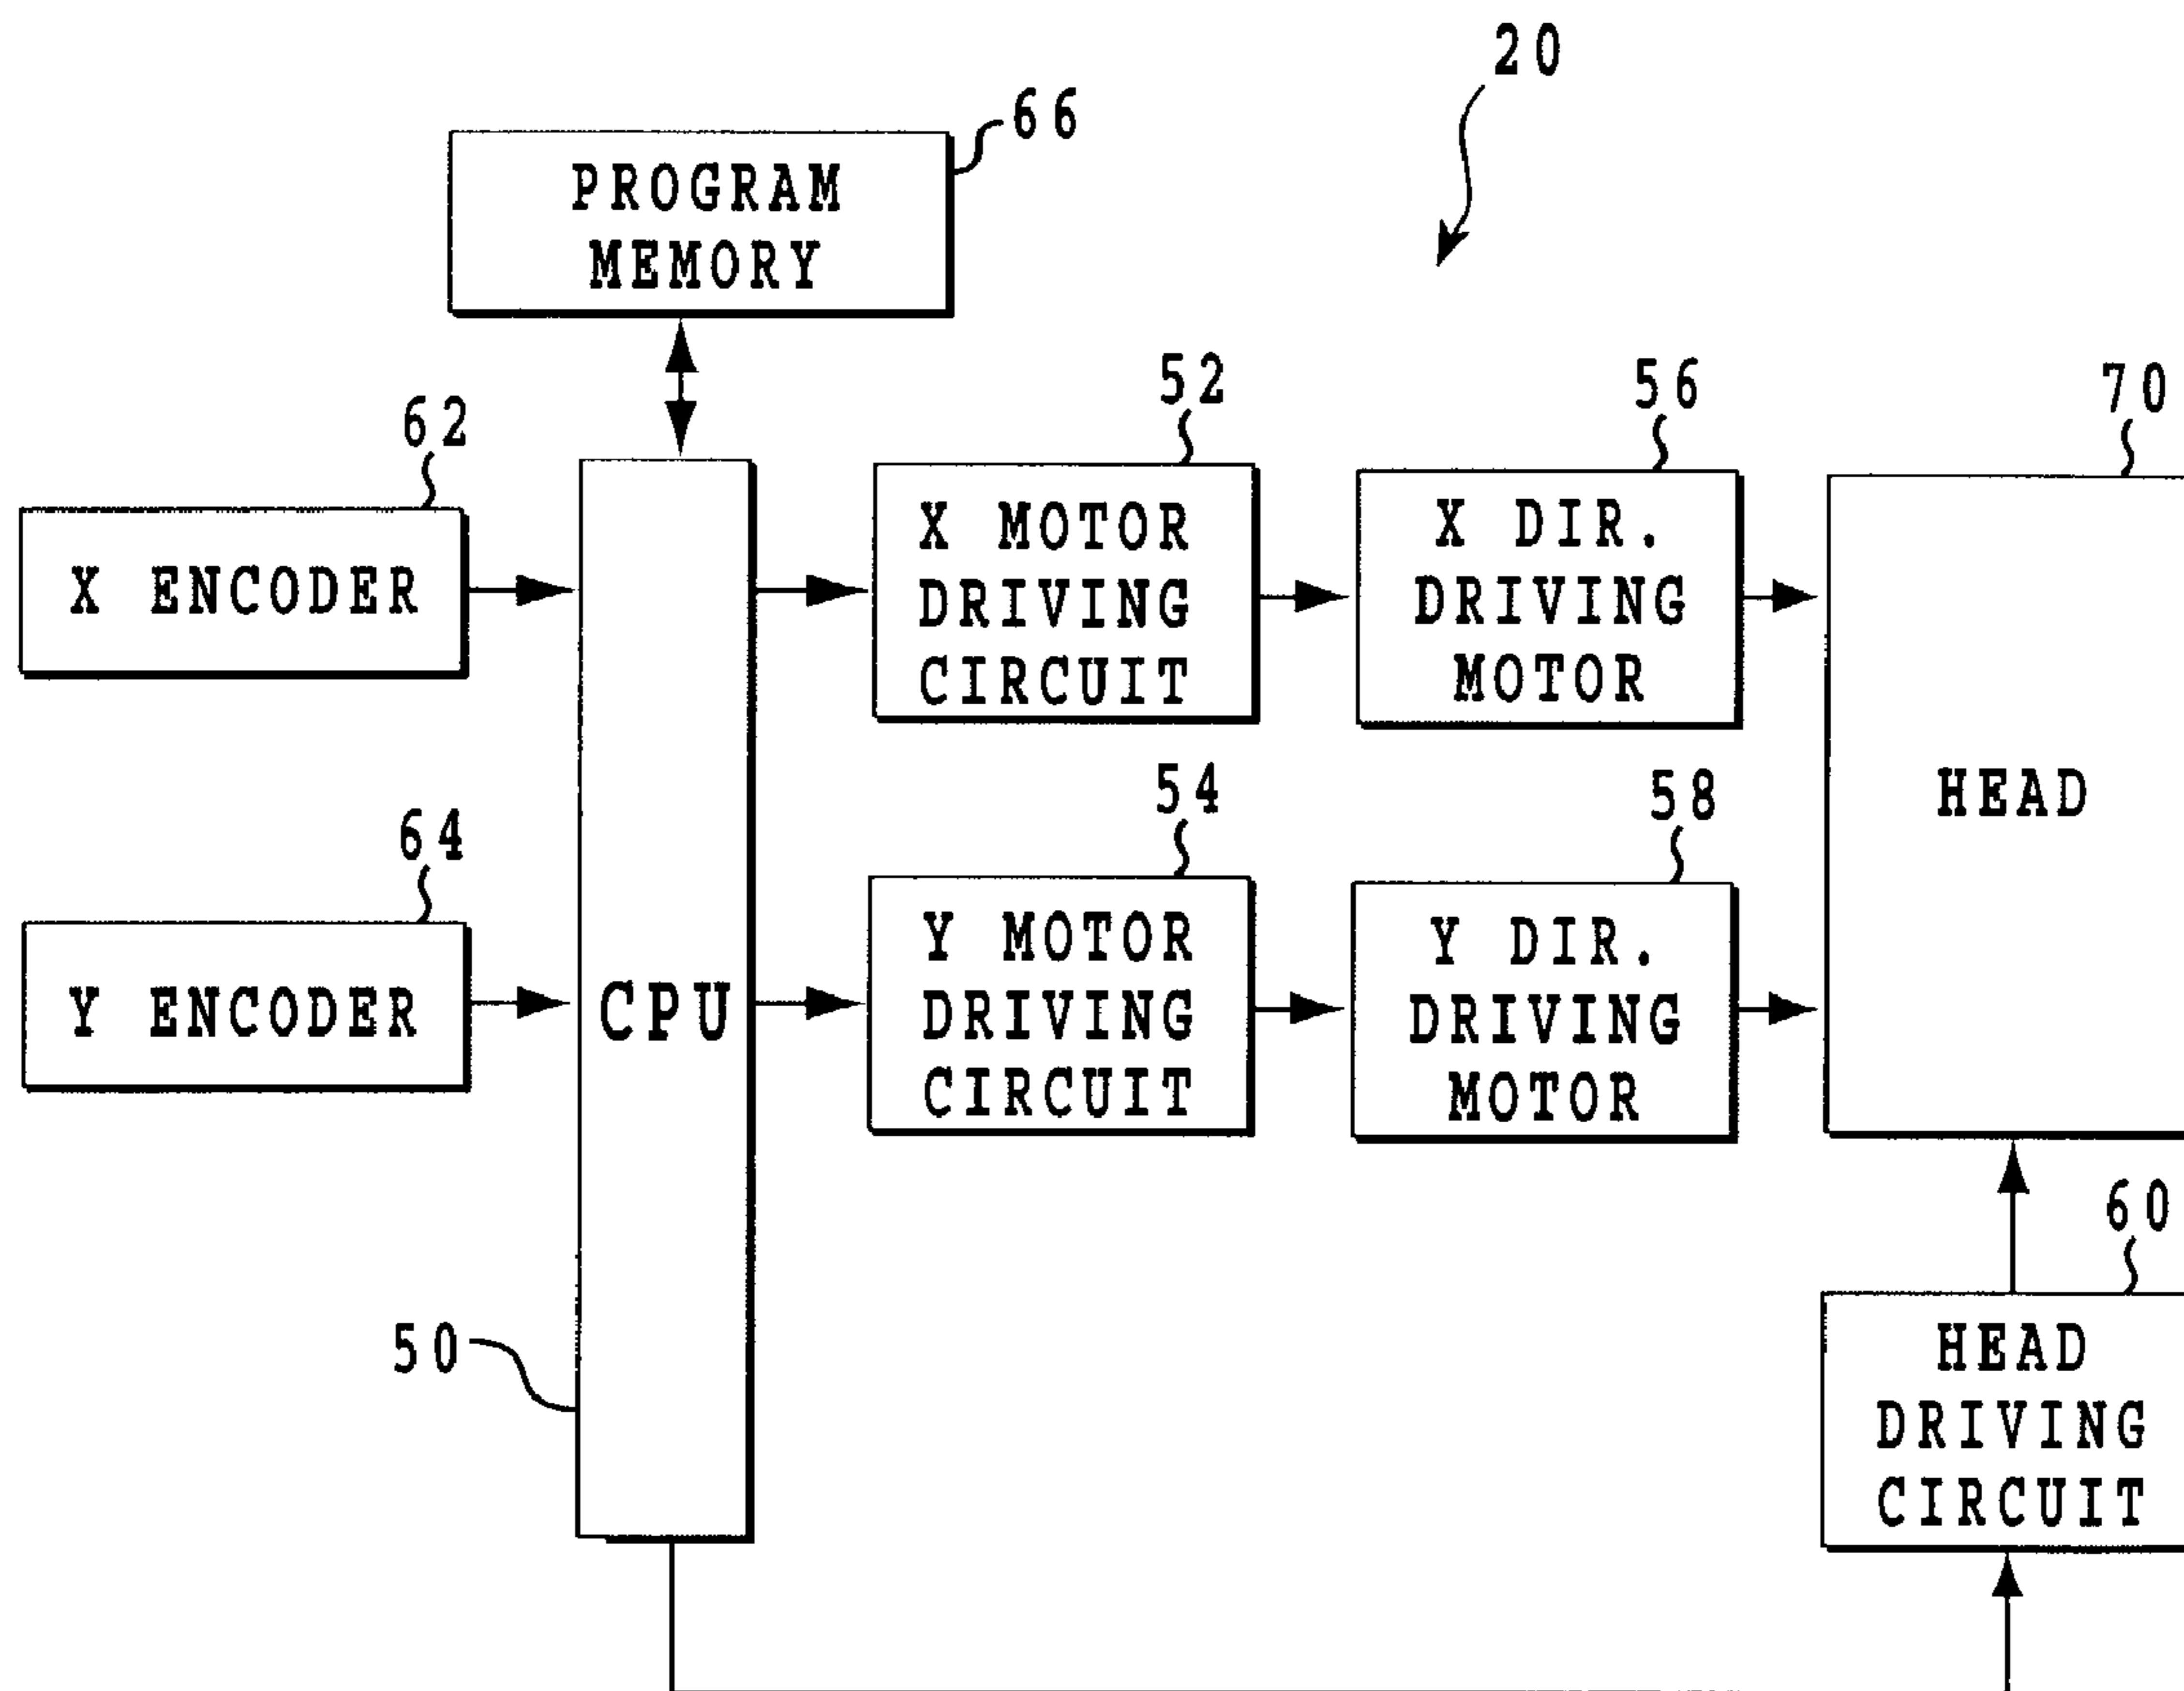 20
66
PROGRAM
MEMORY
52
56
70
62
X MOTOR
DRIVING
CIRCUIT
X DIR.
DRIVING
MOTOR
X ENCODER
HEAD
54
58
64
Y MOTOR
DRIVING
CIRCUIT
Y DIR.
DRIVING
MOTOR
Y ENCODER
CPU
60
50
HEAD
DRIVING
CIRCUIT